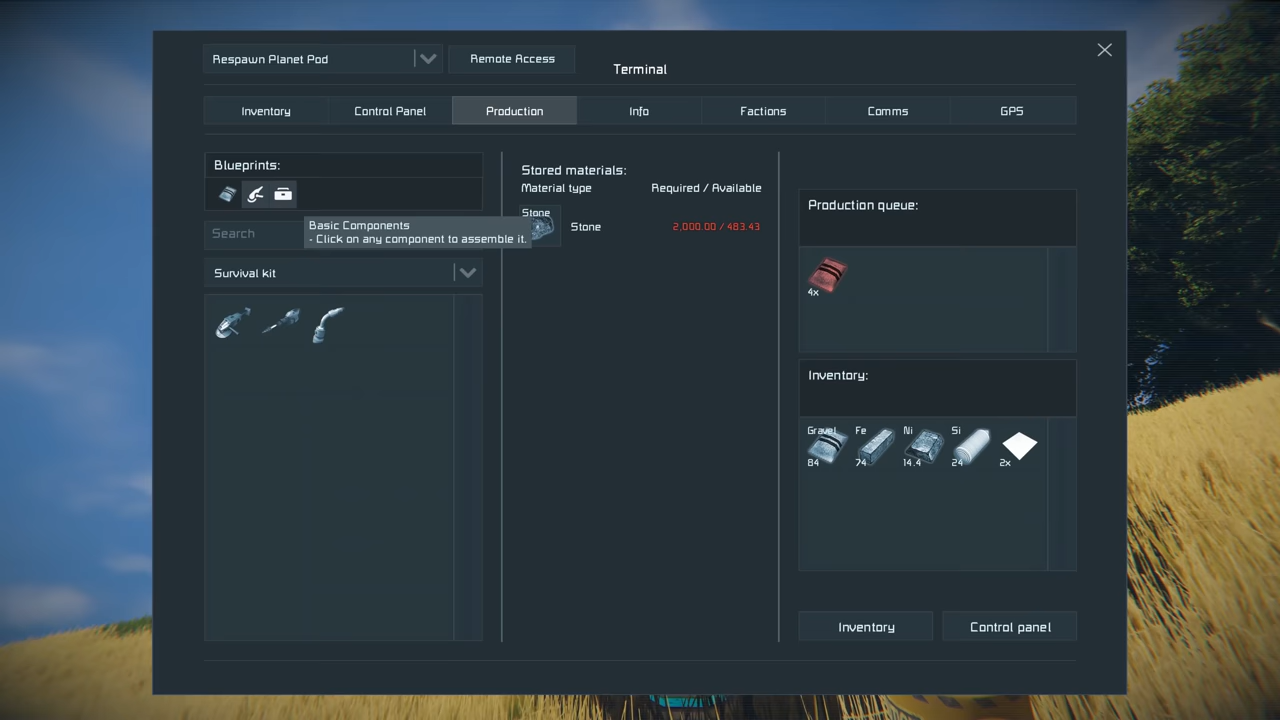 Respawn Planet Pod
Remote Access
Terminal
Inventory
Control Panel
Production
Info
Factions
Comms
GPS
Blueprints:
Search
Basic Components
- Click on any component to assemble it.
Survival kit
Stored materials:
Material type
Required / Available
Stone
Stone
2,000.00 / 483.43
Production queue:
4x
Inventory:
Gravel
84
Fe
74
Ni
14.4
Si
24
2x
Inventory
Control panel